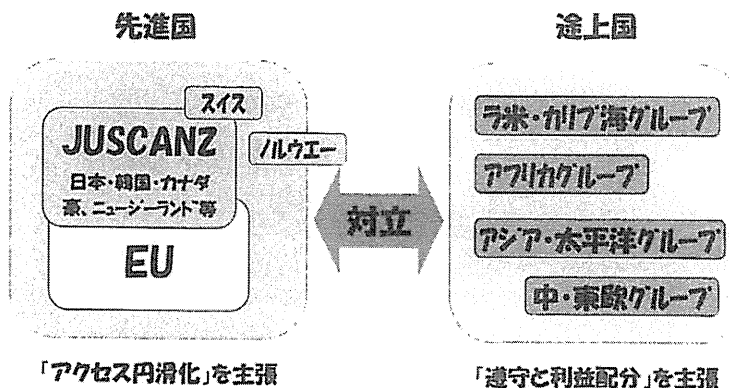 先進国
スイス
JUSCANZ
ノルウエー
日本・韓国・カナダ
豪、ニュージーランド等
EU
「アクセス円滑化」を主張
対立
途上国
ラ米・カリブ海グループ
アフリカグループ
アジア・太平洋グループ
中・東欧グループ
「遵守と利益配分」を主張